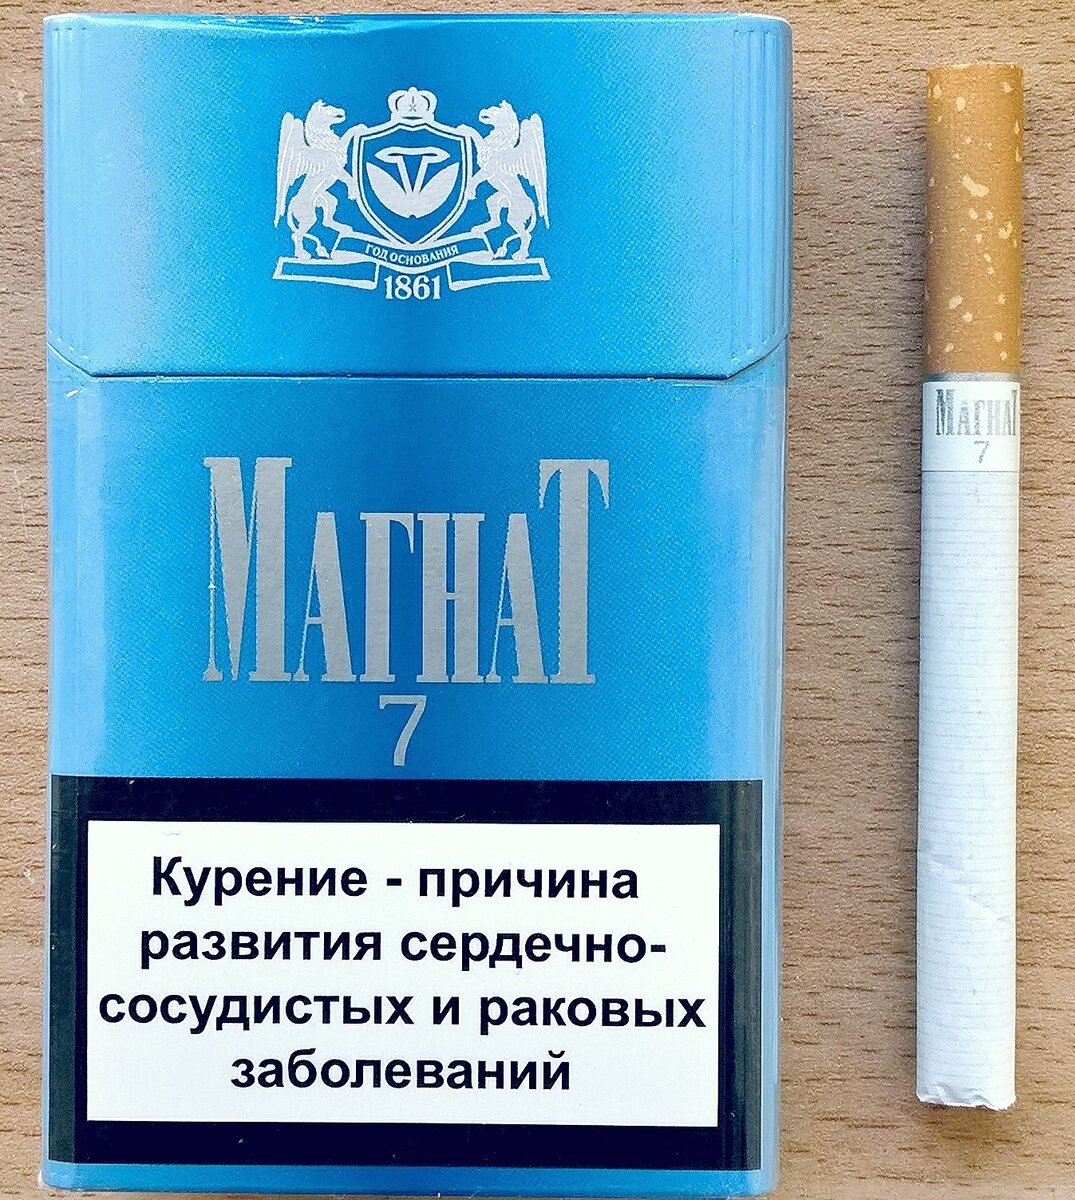 ГОД ОСНОВАНИЯ
1861
МАГНАТ
7
Курение - причина
развития сердечно-
сосудистых и раковых
заболеваний
МАГНАТ
7